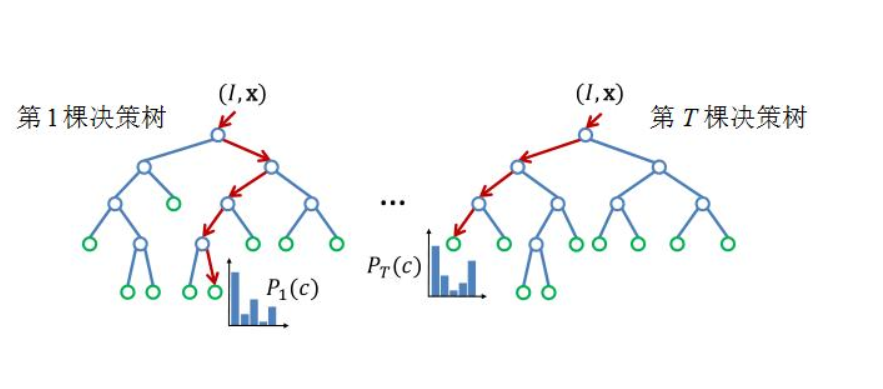 (I, x)
(I, x)
第 1 棵决策树
第 T 棵决策树
...
P_T(c)
P_1(c)